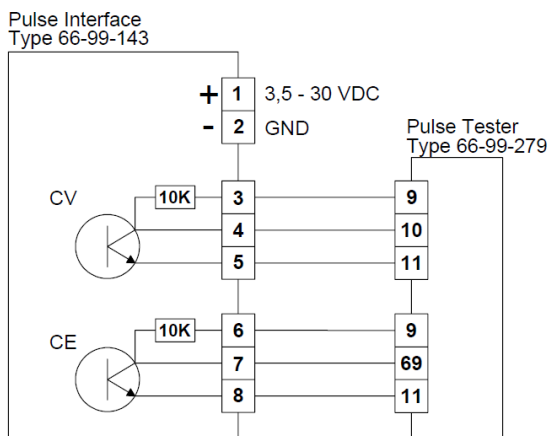 Pulse Interface
Type 66-99-143
+ 1 3,5 - 30 VDC
- 2 GND
Pulse Tester
Type 66-99-279
CV 10K 3 9
4 10
5 11
CE 10K 6 9
7 69
8 11